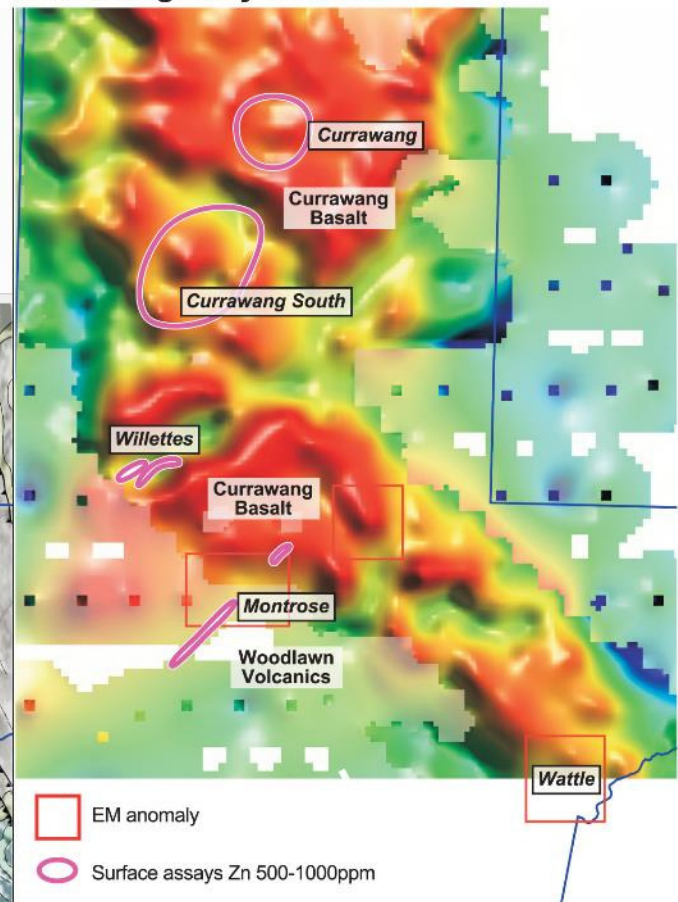 Currawang
Currawang
Basalt
Currawang South
Willettes
Currawang
Basalt
Montrose
Woodlawn
Volcanics
Wattle
EM anomaly
Surface assays Zn 500-1000ppm